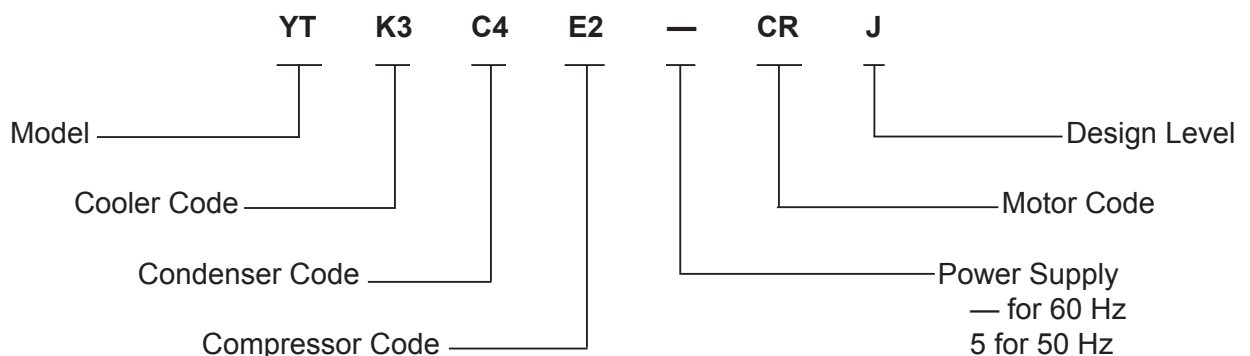 YT K3 C4 E2 — CR J
Model
Design Level
Cooler Code
Motor Code
Condenser Code
Power Supply
— for 60 Hz
Compressor Code
5 for 50 Hz